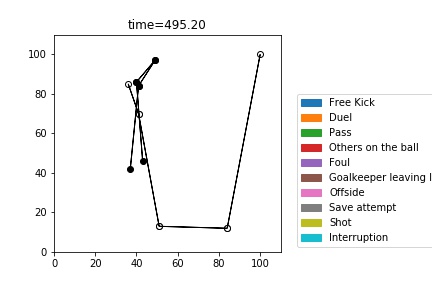 time=495.20
100
80
60
40
20
0
0 20 40 60 80 100
Free Kick
Duel
Pass
Others on the ball
Foul
Goalkeeper leaving l
Offside
Save attempt
Shot
Interruption